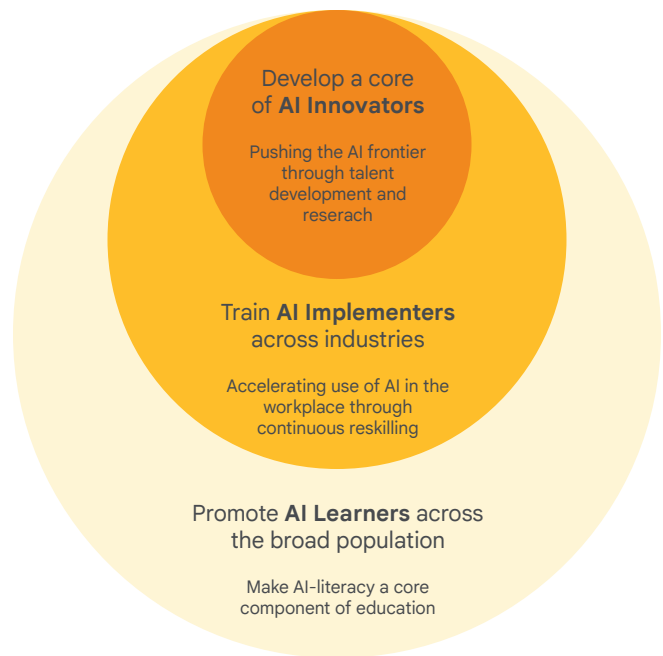 Develop a core
of AI Innovators
Pushing the AI frontier
through talent
development and
reserach
Train AI Implementers
across industries
Accelerating use of AI in the
workplace through
continuous reskilling
Promote AI Learners across
the broad population
Make AI-literacy a core
component of education